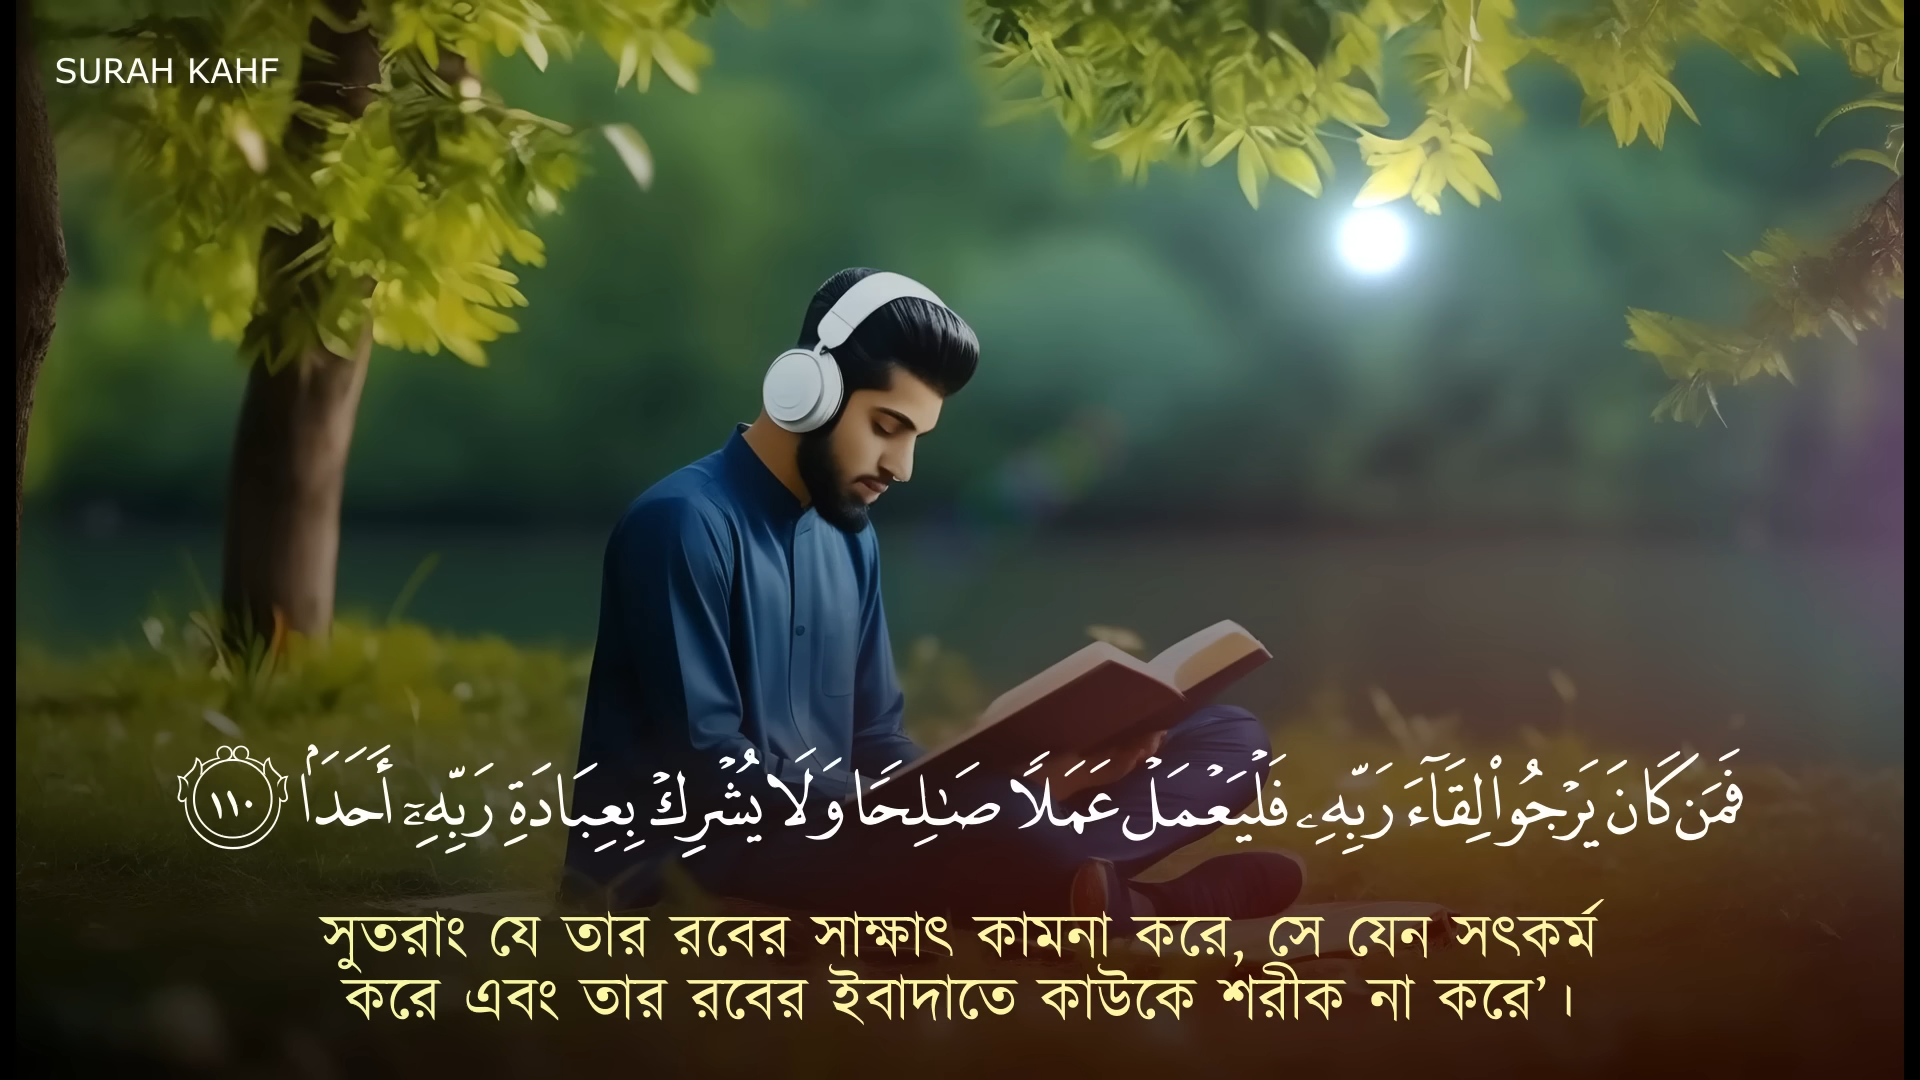 SURAH KAHF
فَمَن كَانَ يَرْجُوا۟ لِقَآءَ رَبِّهِۦ فَلْيَعْمَلْ عَمَلًا صَـٰلِحًا وَلَا يُشْرِكْ بِعِبَادَةِ رَبِّهِۦٓ أَحَدَۢا ١١٠
সুতরাং যে তার রবের সাক্ষাৎ কামনা করে, সে যেন সৎকর্ম
করে এবং তার রবের ইবাদাতে কাউকে শরীক না করে’।